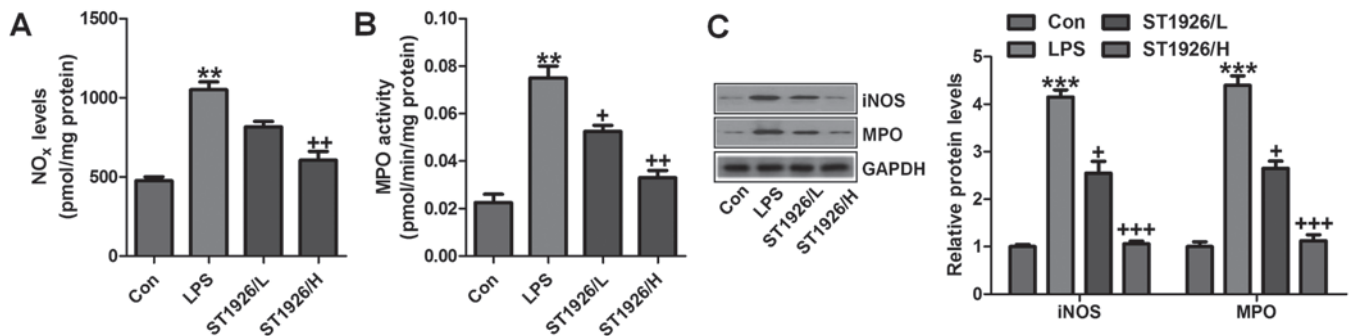 A
NOx levels
(pmol/mg protein)
1500
1000
500
0
**
++
Con
LPS
ST1926/L
ST1926/H
B
MPO activity
(pmol/min/mg protein)
0.10
0.08
0.06
0.04
0.02
0.00
**
+
++
Con
LPS
ST1926/L
ST1926/H
C
iNOS
MPO
GAPDH
Con
LPS
ST1926/L
ST1926/H
Con
ST1926/L
LPS
ST1926/H
Relative protein levels
5
4
3
2
1
0
***
+
+++
***
+
+++
iNOS
MPO